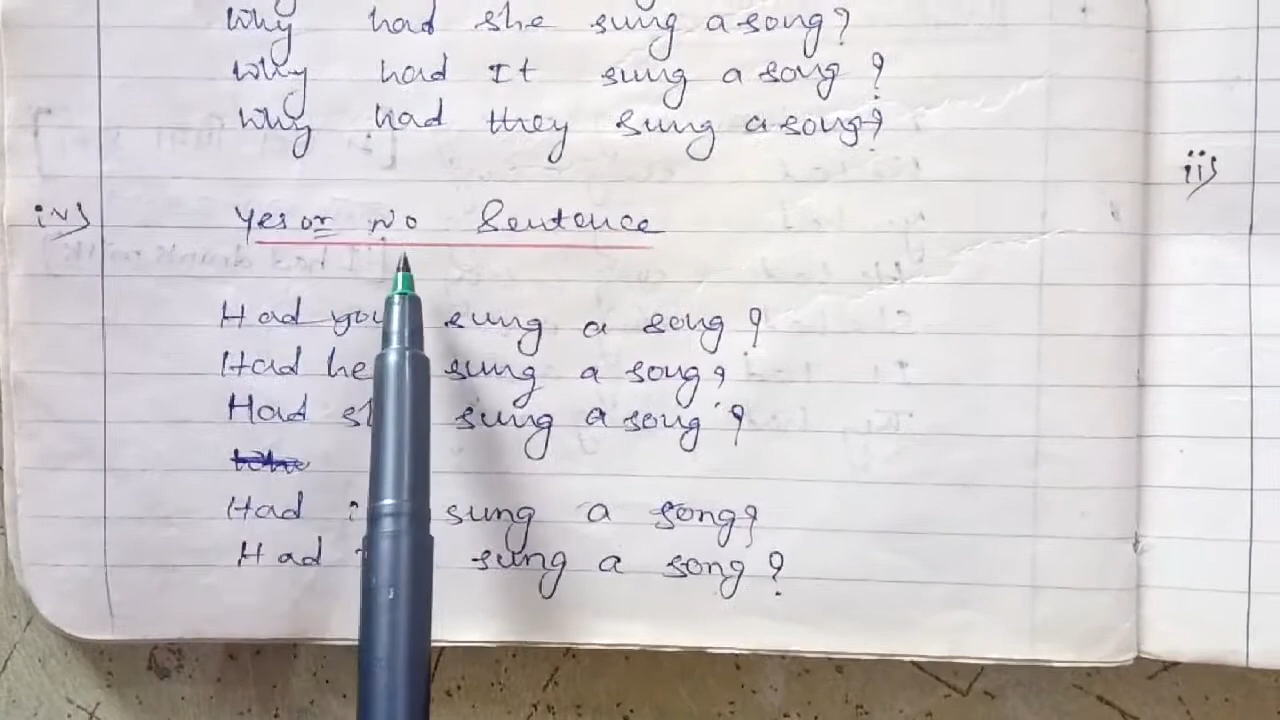 Why had she sung a song?
Why had It sung a song?
Why had they sung a song?
ii)
iv) Yes or No Sentence
Had you sung a song?
Had he sung a song?
Had sung a song?
Had sung a song?
Had sung a song?